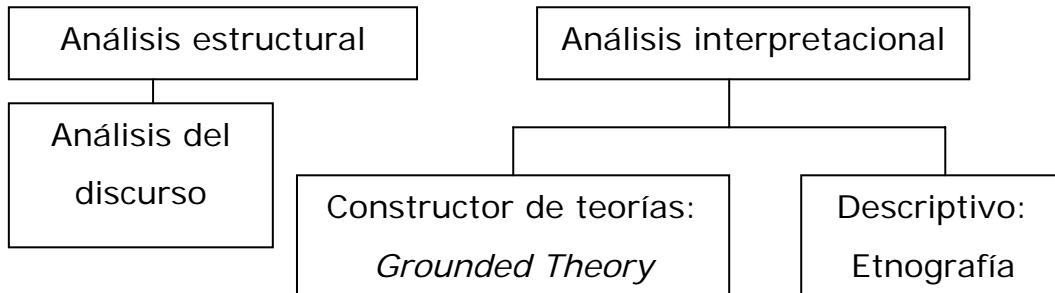 Análisis estructural
Análisis interpretacional
Análisis del
discurso
Constructor de teorías:
Grounded Theory
Descriptivo:
Etnografía